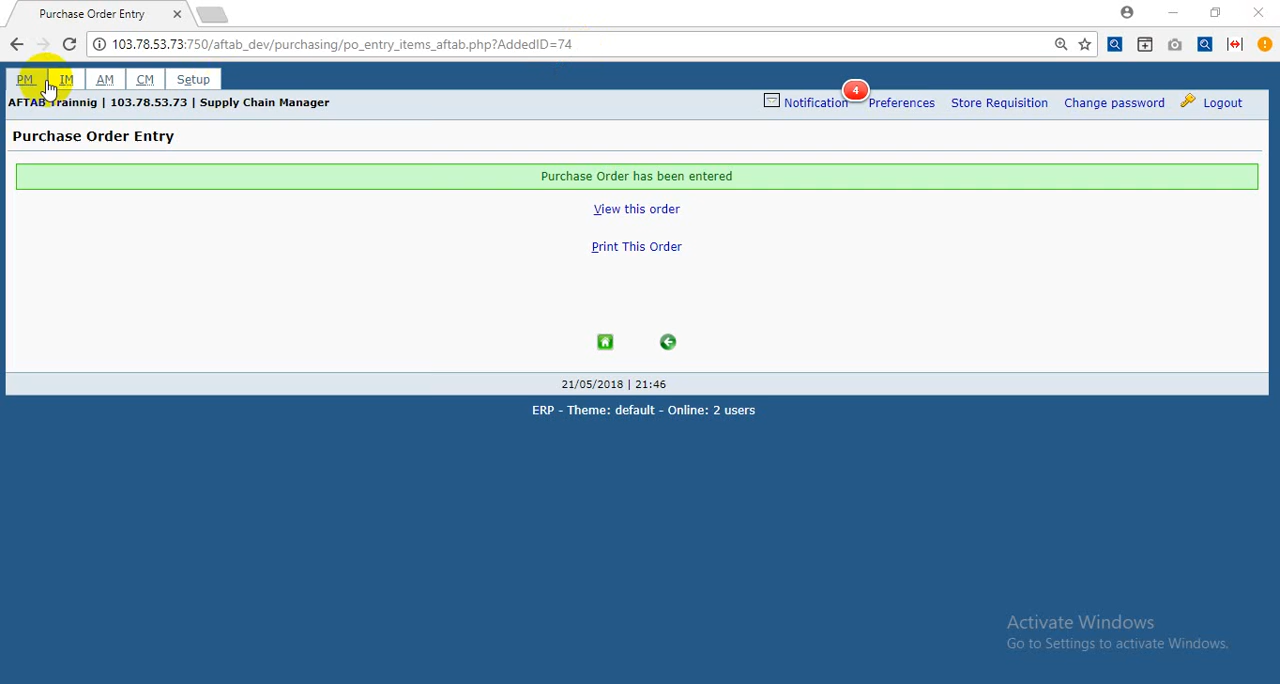 Purchase Order Entry
103.78.53.73:750/aftab_dev/purchasing/po_entry_items_aftab.php?AddedID=74
PM IM AM CM Setup
AFTAB Trainnig | 103.78.53.73 | Supply Chain Manager
Notification 4 Preferences Store Requisition Change password Logout
Purchase Order Entry
Purchase Order has been entered
View this order
Print This Order
21/05/2018 | 21:46
ERP - Theme: default - Online: 2 users
Activate Windows
Go to Settings to activate Windows.